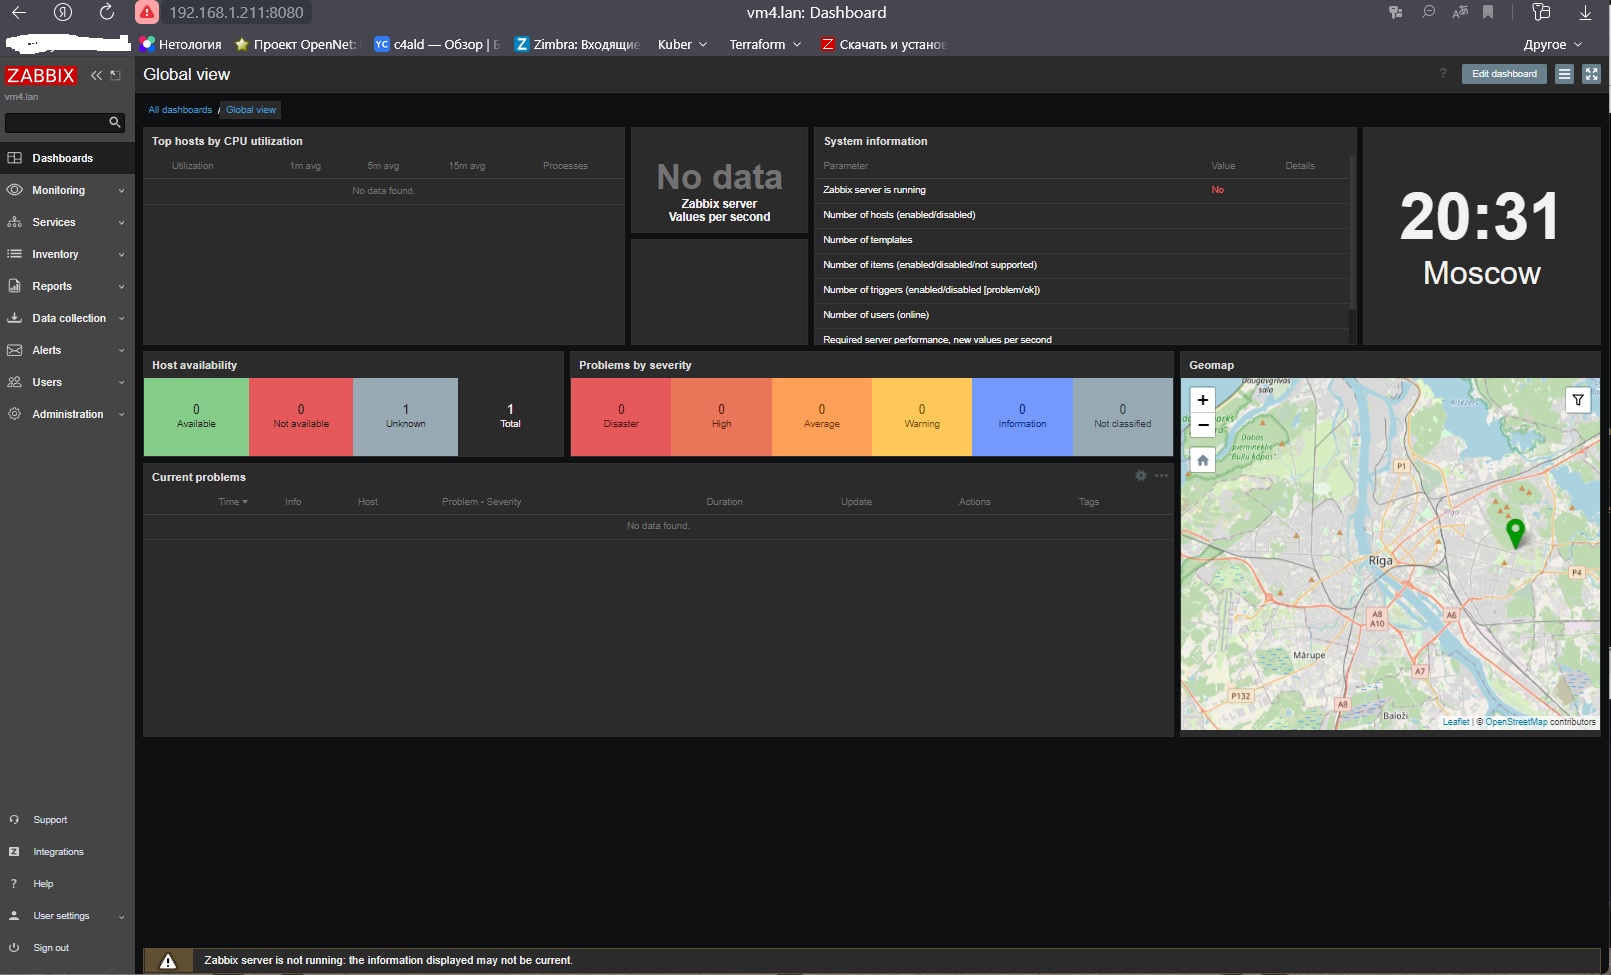 192.168.1.211:8080
vm4.lan: Dashboard
Нетология
Проект OpenNet:
c4ald — Обзор |
Zimbra: Входящие
Kuber
Terraform
Скачать и устано
Другое
ZABBIX
vm4.lan
Dashboards
Monitoring
Services
Inventory
Reports
Data collection
Alerts
Users
Administration
Support
Integrations
Help
User settings
Sign out
Global view
? Edit dashboard
All dashboards / Global view
Top hosts by CPU utilization
Utilization 1m avg 5m avg 15m avg Processes
No data found.
No data
Zabbix server
Values per second
System information
Parameter Value Details
Zabbix server is running No
Number of hosts (enabled/disabled)
Number of templates
Number of items (enabled/disabled/not supported)
Number of triggers (enabled/disabled [problem/ok])
Number of users (online)
Required server performance, new values per second
20:31
Moscow
Host availability
0 Available
0 Not available
1 Unknown
1 Total
Problems by severity
0 Disaster
0 High
0 Average
0 Warning
0 Information
0 Not classified
Current problems
Time Info Host Problem • Severity Duration Update Actions Tags
No data found.
Geomap
+
−
Daugavgrīvas
sala
Ķīšezers
Dabas
piemineklis
"Buļļu kāpas"
P1
Rīga
Rīga
P4
A8
A10
A6
Mārupe
A7
P132
A8
Baloži
Leaflet | © OpenStreetMap contributors
Zabbix server is not running: the information displayed may not be current.